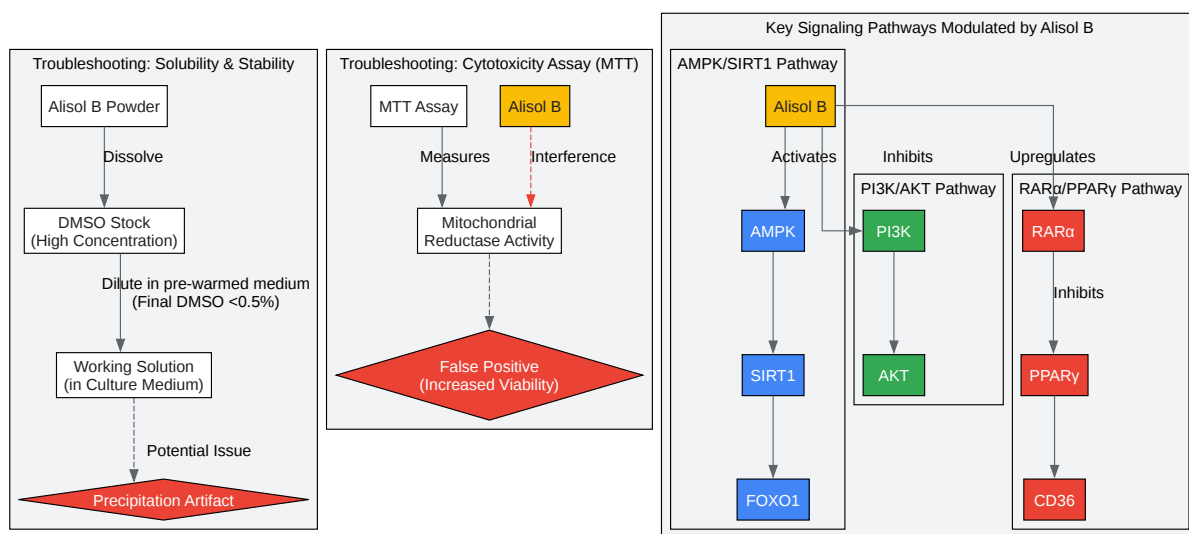 Troubleshooting: Solubility & Stability
Alisol B Powder
Dissolve
DMSO Stock
(High Concentration)
Dilute in pre-warmed medium
(Final DMSO <0.5%)
Working Solution
(in Culture Medium)
Potential Issue
Precipitation Artifact
Troubleshooting: Cytotoxicity Assay (MTT)
MTT Assay
Alisol B
Measures
Interference
Mitochondrial
Reductase Activity
False Positive
(Increased Viability)
Key Signaling Pathways Modulated by Alisol B
AMPK/SIRT1 Pathway
Alisol B
Activates
Inhibits
Upregulates
PI3K/AKT Pathway
RARα/PPARγ Pathway
AMPK
PI3K
RARα
Inhibits
SIRT1
AKT
PPARγ
FOXO1
CD36